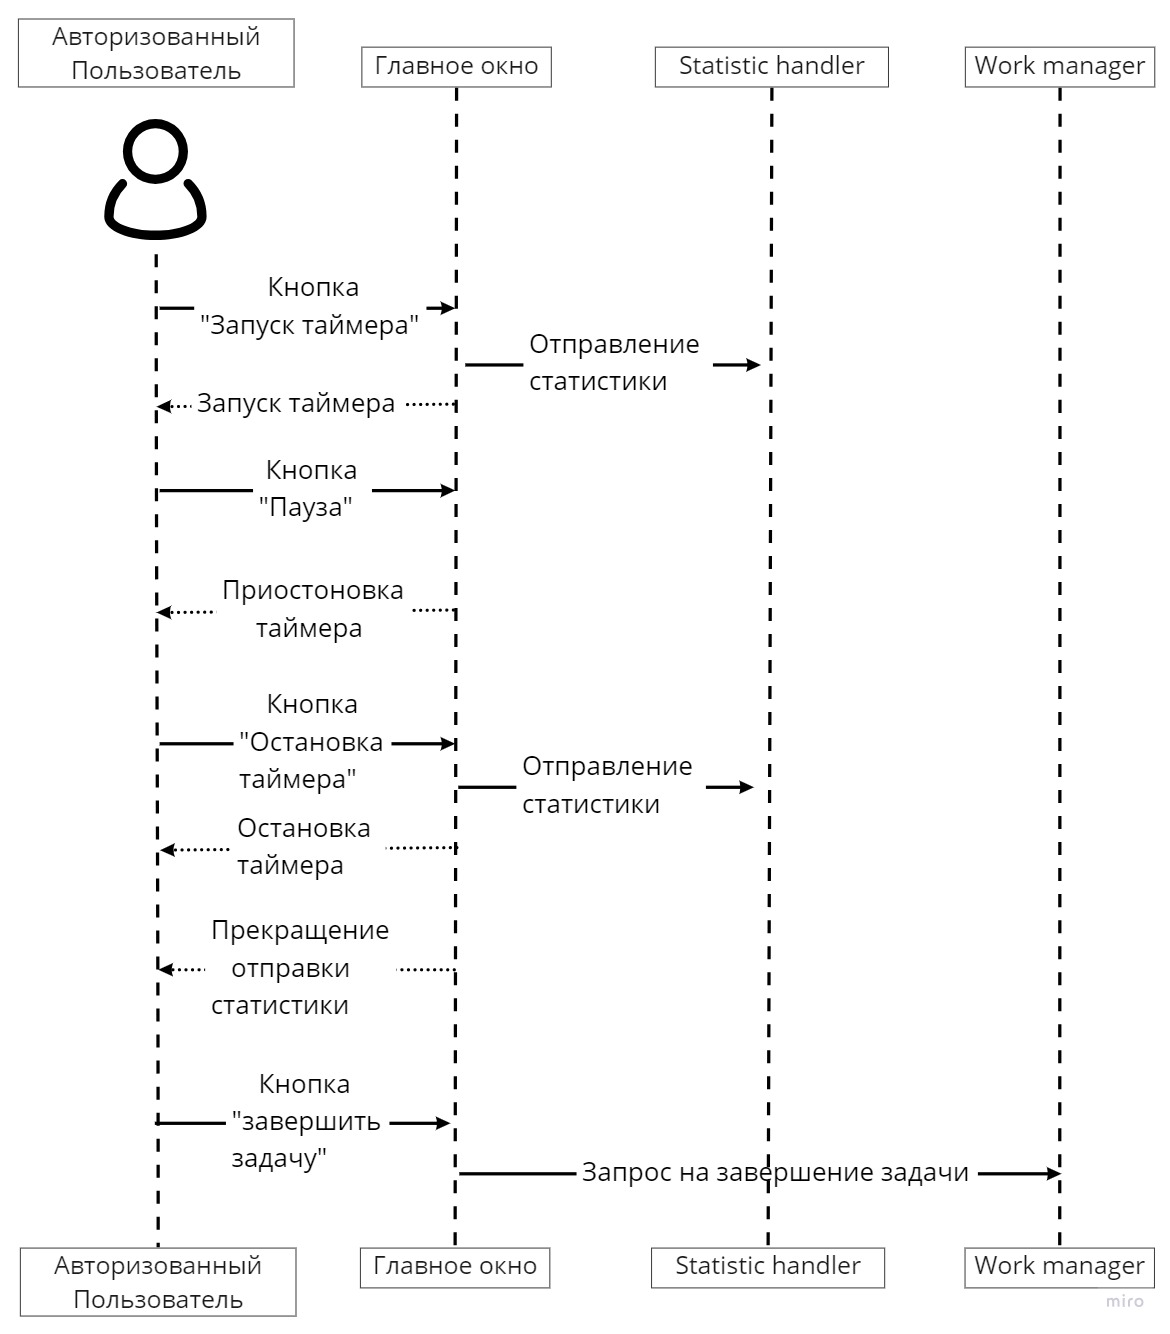 Авторизованный
Пользователь
Главное окно
Statistic handler
Work manager
Кнопка
"Запуск таймера"
Отправление
статистики
Запуск таймера
Кнопка
"Пауза"
Приостоновка
таймера
Кнопка
"Остановка
таймера"
Отправление
статистики
Остановка
таймера
Прекращение
отправки
статистики
Кнопка
"завершить
задачу"
Запрос на завершение задачи
Авторизованный
Пользователь
Главное окно
Statistic handler
Work manager
miro